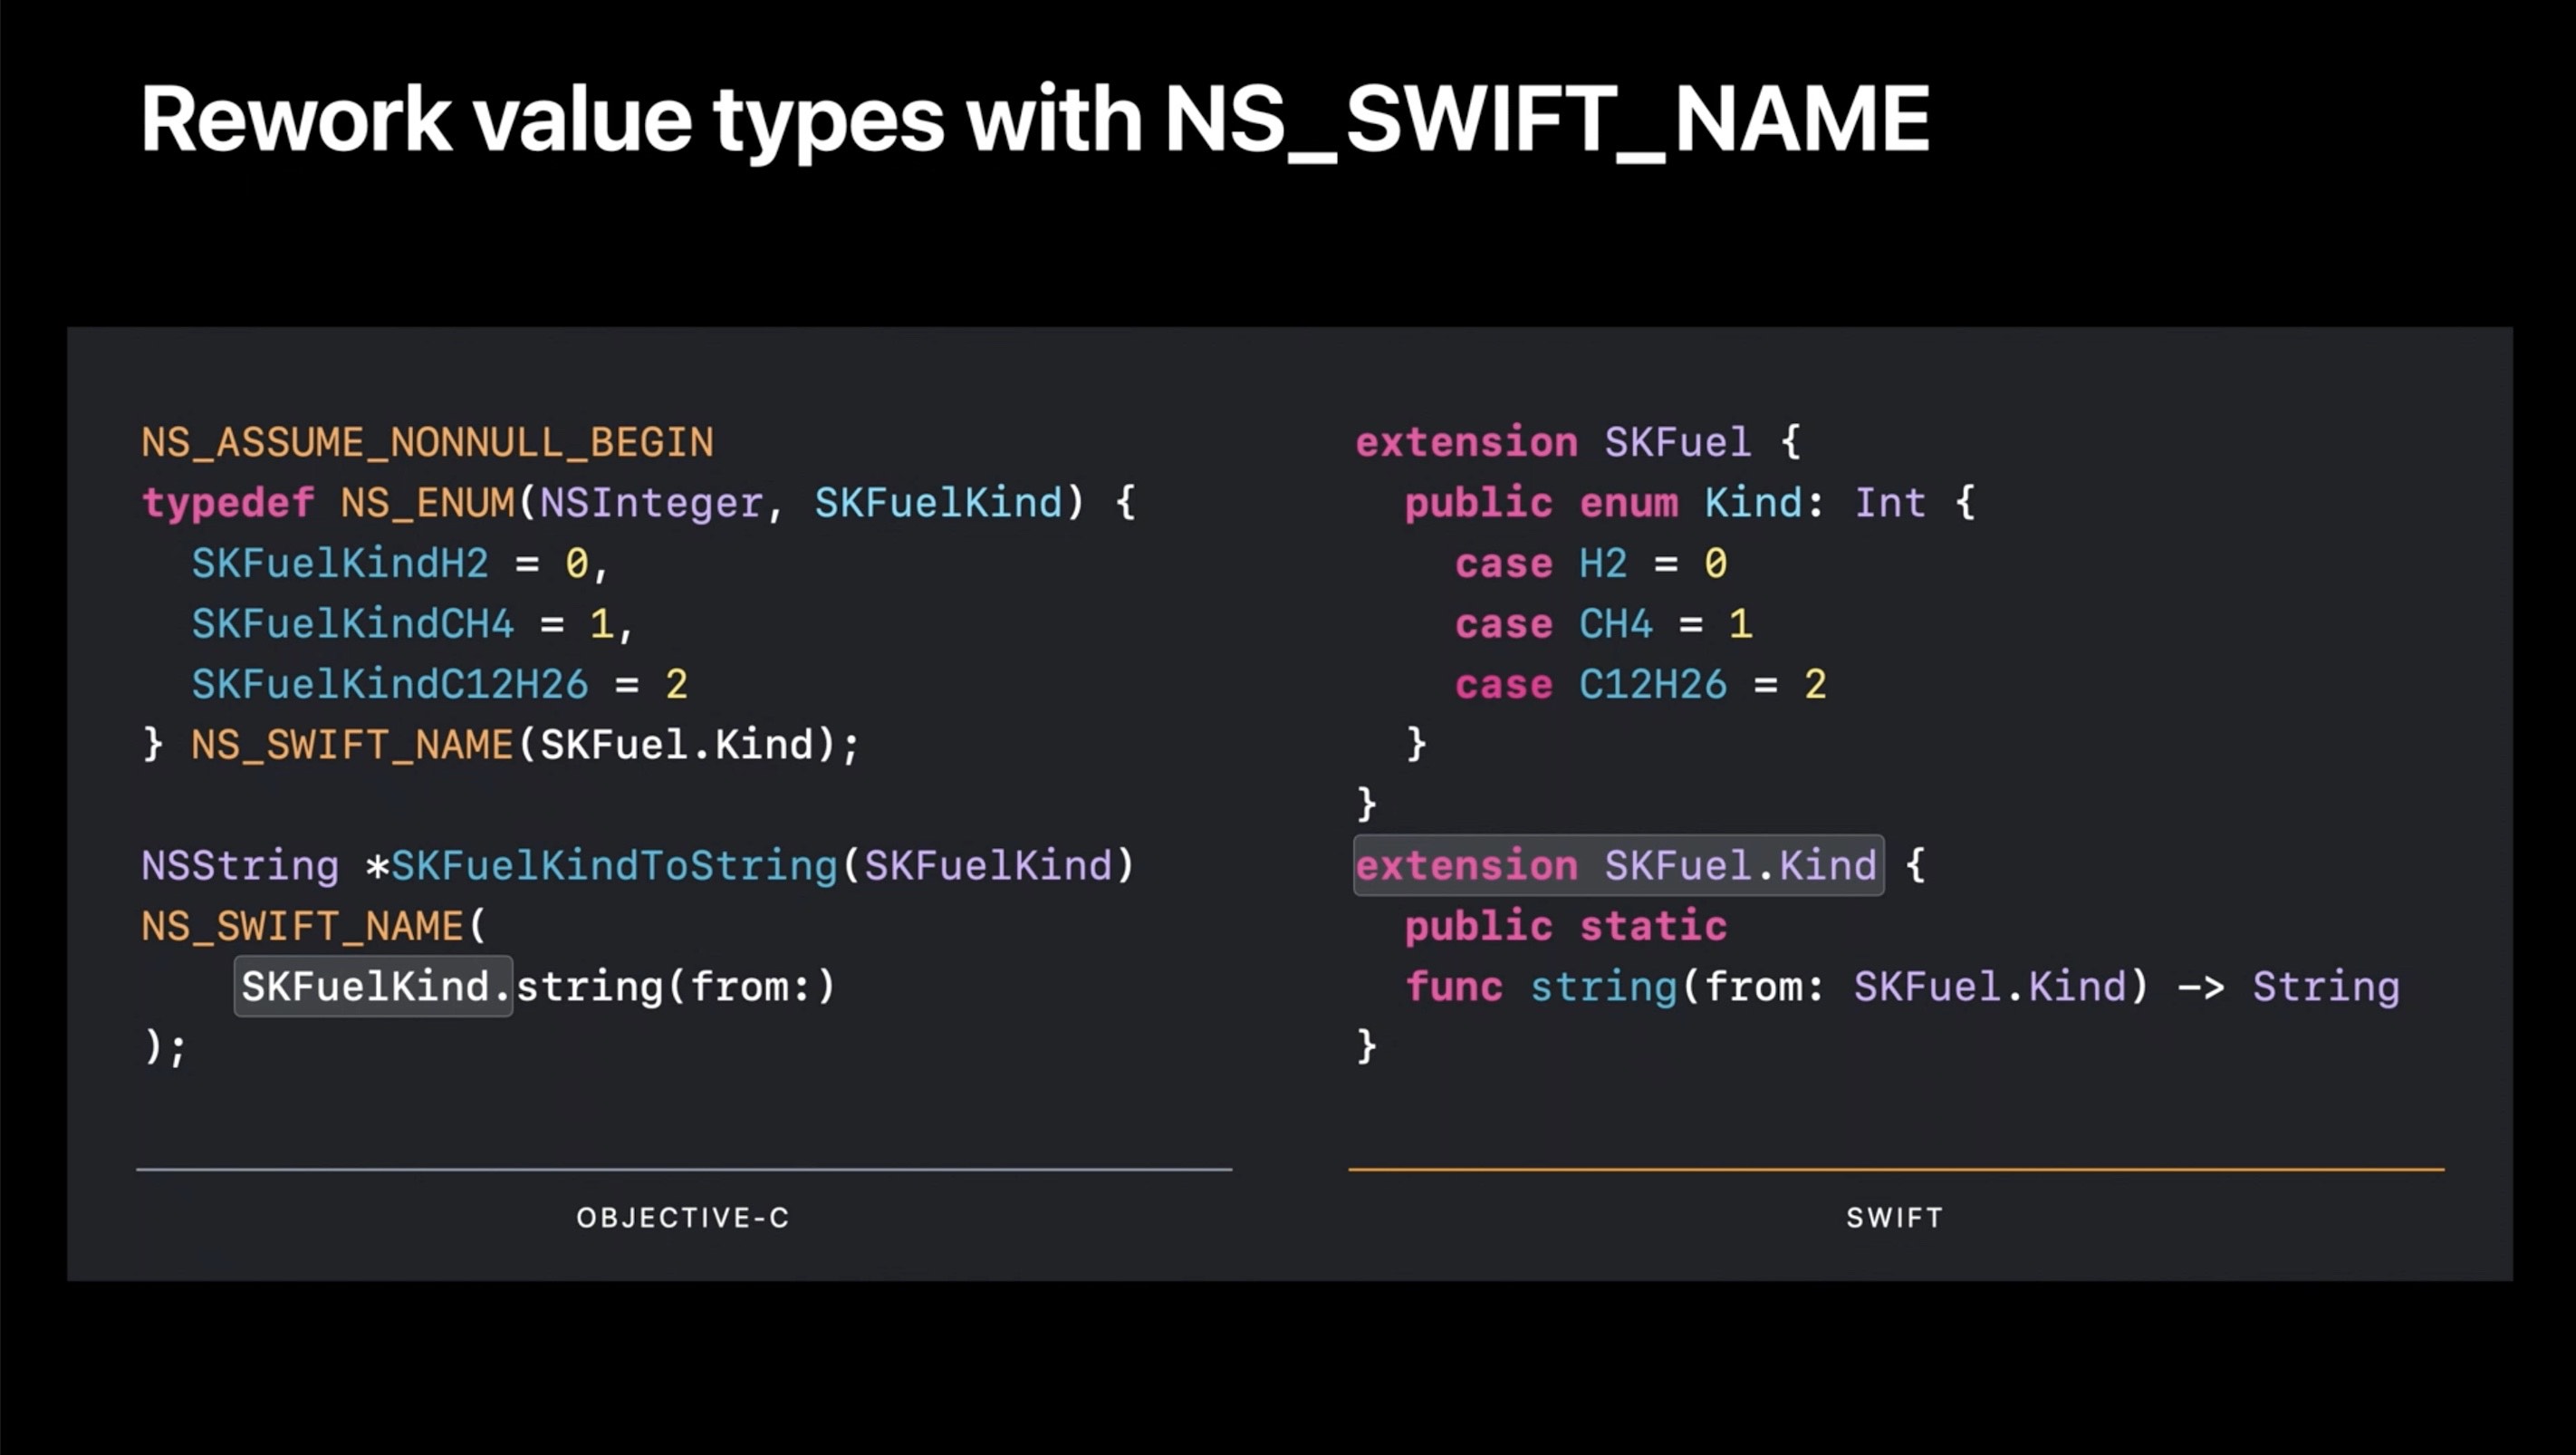 Rework value types with NS_SWIFT_NAME
NS_ASSUME_NONNULL_BEGIN
typedef NS_ENUM(NSInteger, SKFuelKind) {
  SKFuelKindH2 = 0,
  SKFuelKindCH4 = 1,
  SKFuelKindC12H26 = 2
} NS_SWIFT_NAME(SKFuel.Kind);
NSString *SKFuelKindToString(SKFuelKind)
NS_SWIFT_NAME(
    SKFuelKind.string(from:)
);
OBJECTIVE-C
extension SKFuel {
  public enum Kind: Int {
    case H2 = 0
    case CH4 = 1
    case C12H26 = 2
  }
}
extension SKFuel.Kind {
  public static
  func string(from: SKFuel.Kind) -> String
}
SWIFT